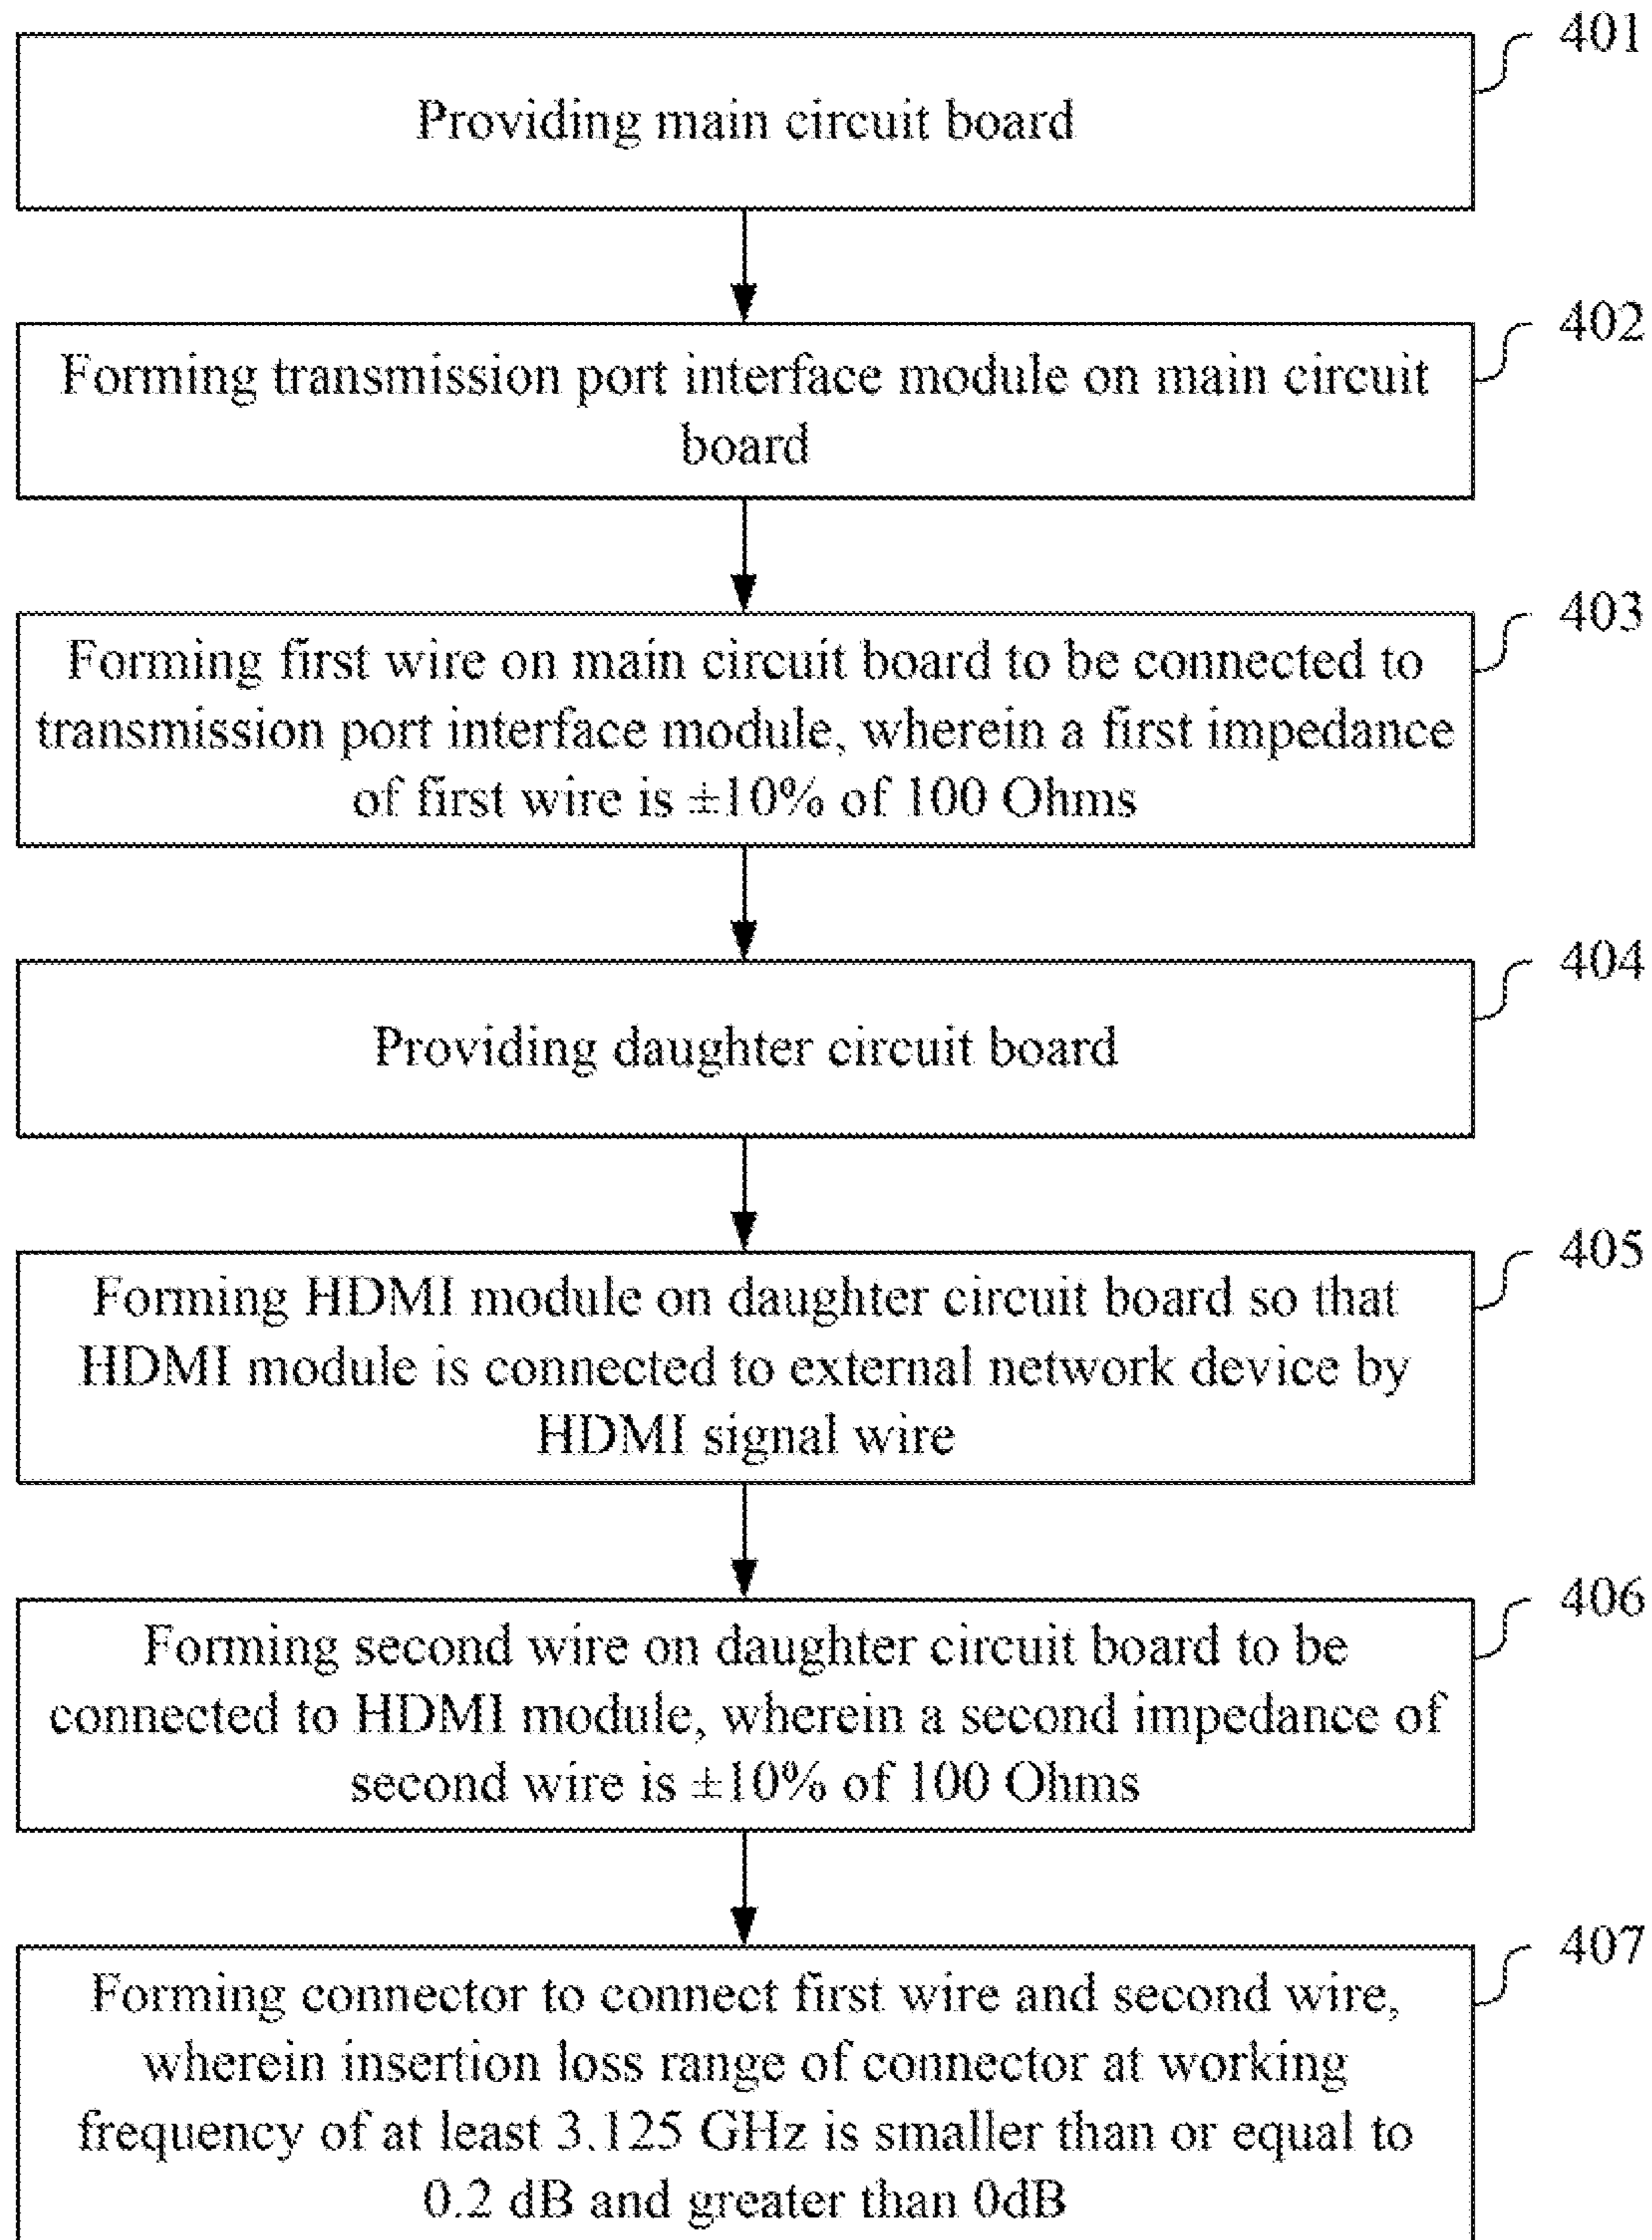 401
Providing main circuit board
402
Forming transmission port interface module on main circuit
board
403
Forming first wire on main circuit board to be connected to
transmission port interface module, wherein a first impedance
of first wire is ±10% of 100 Ohms
404
Providing daughter circuit board
405
Forming HDMI module on daughter circuit board so that
HDMI module is connected to external network device by
HDMI signal wire
406
Forming second wire on daughter circuit board to be
connected to HDMI module, wherein a second impedance of
second wire is ±10% of 100 Ohms
407
Forming connector to connect first wire and second wire,
wherein insertion loss range of connector at working
frequency of at least 3.125 GHz is smaller than or equal to
0.2 dB and greater than 0dB